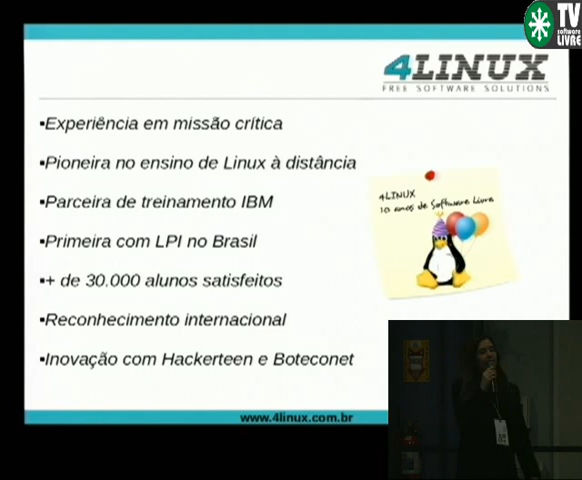 TV
software
LIVRE
4LINUX
FREE SOFTWARE SOLUTIONS
▪Experiência em missão crítica
▪Pioneira no ensino de Linux à distância
▪Parceira de treinamento IBM
▪Primeira com LPI no Brasil
▪+ de 30.000 alunos satisfeitos
▪Reconhecimento internacional
▪Inovação com Hackerteen e Boteconet
4LINUX
10 anos de Software Livre
www.4linux.com.br